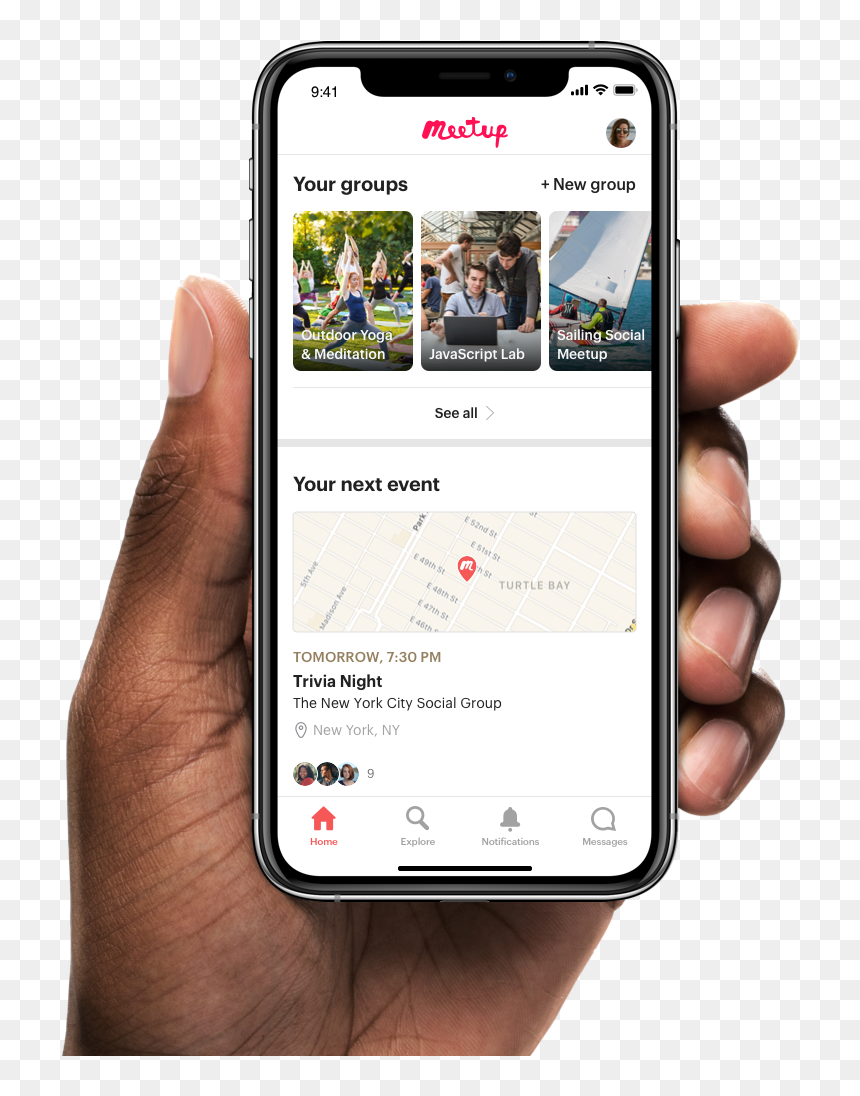 9:41
meetup
Your groups
+ New group
Outdoor Yoga
& Meditation
JavaScript Lab
Sailing Social
Meetup
See all
Your next event
Park
E 52nd St
E 51st St
E 49th St
h St
5th Ave
E 48th St
TURTLE BAY
Madison Ave
E 47th St
E 46th
TOMORROW, 7:30 PM
Trivia Night
The New York City Social Group
New York, NY
9
Home
Explore
Notifications
Messages